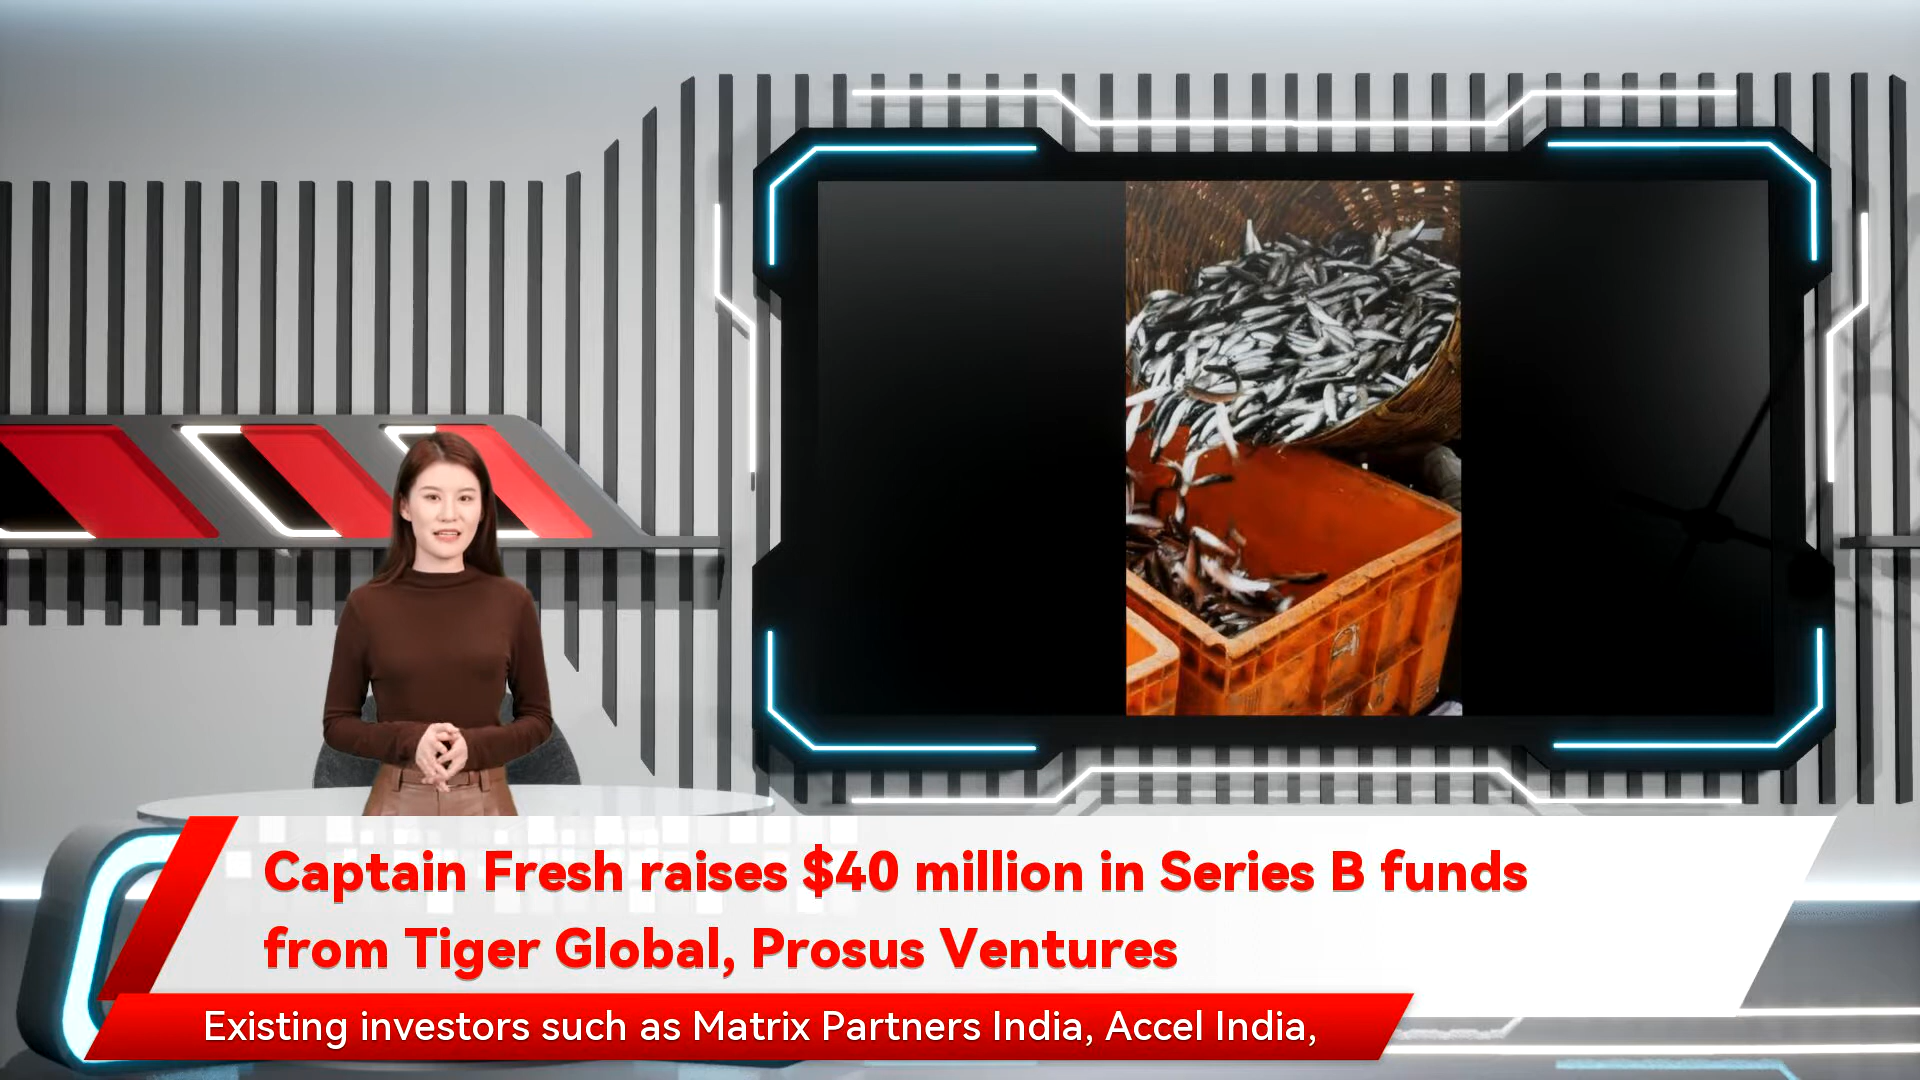 Captain Fresh raises $40 million in Series B funds
from Tiger Global, Prosus Ventures
Existing investors such as Matrix Partners India, Accel India,